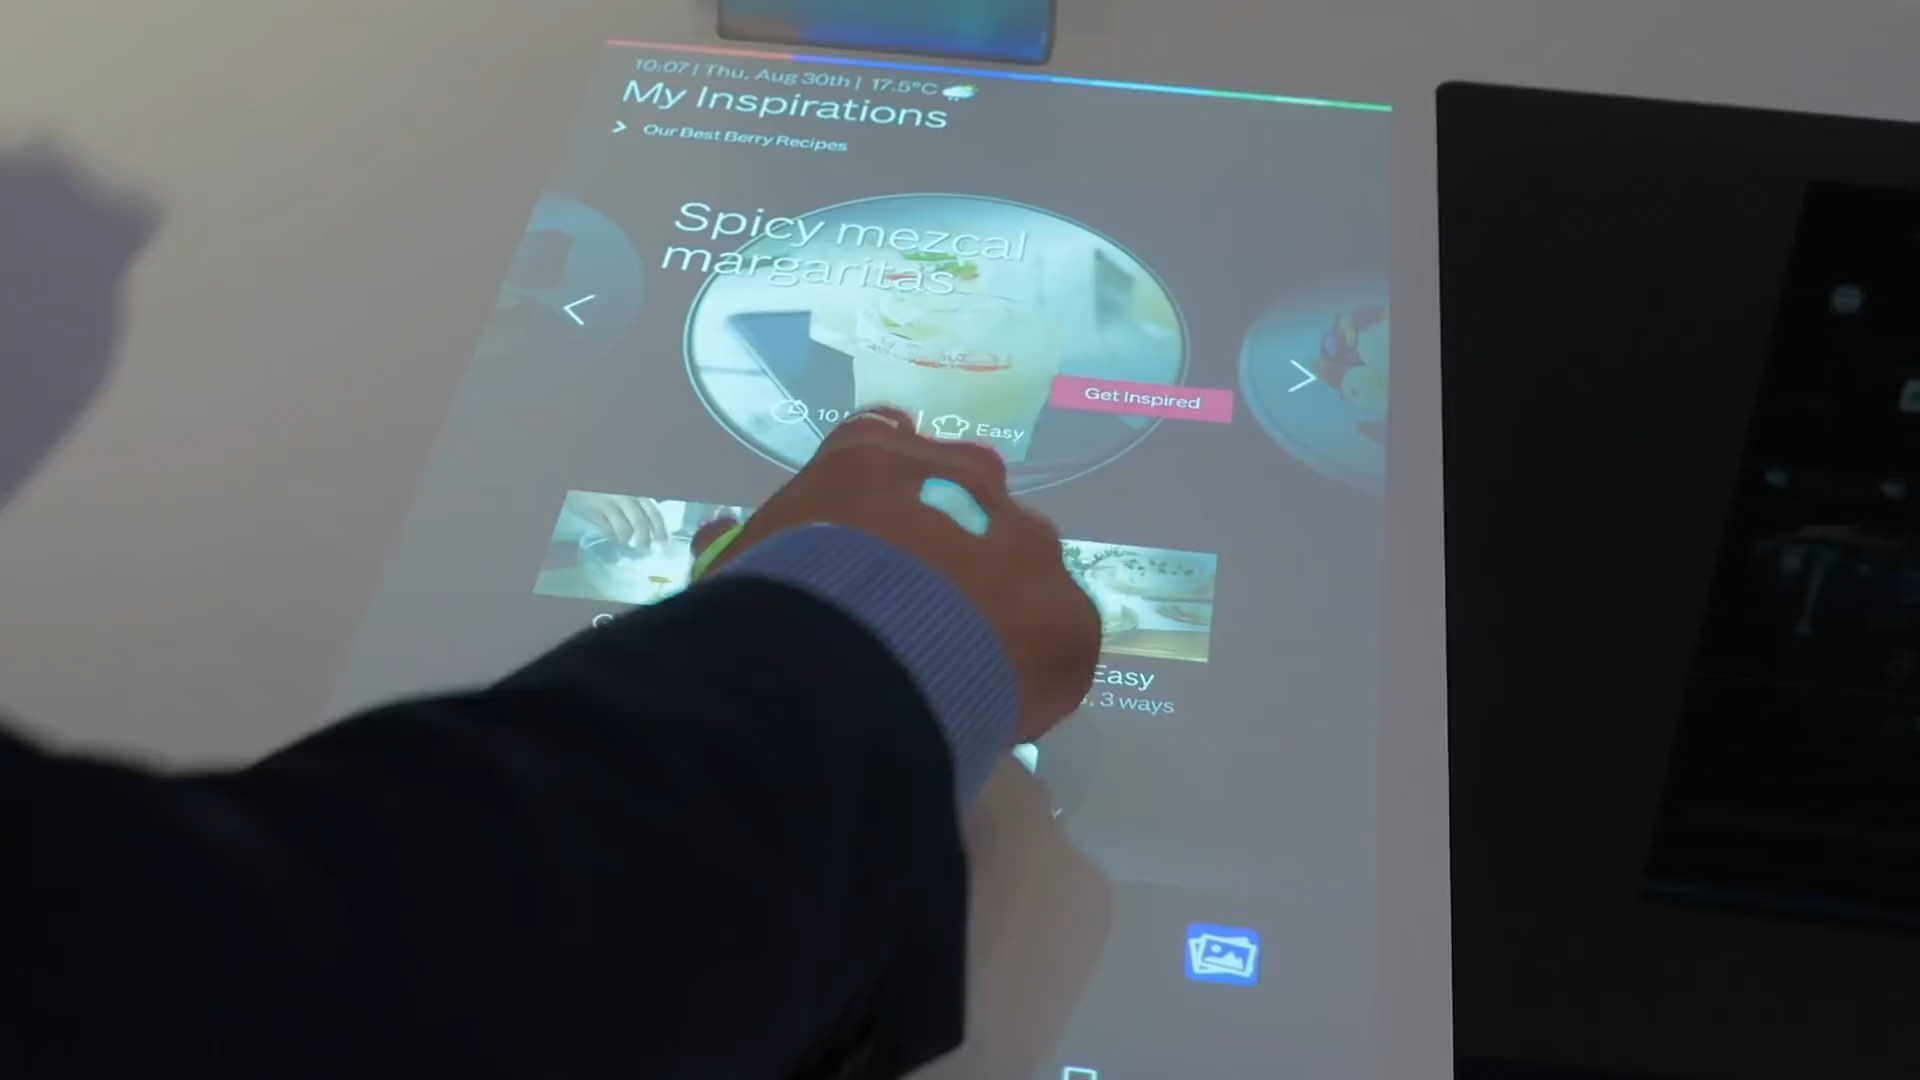 10:07 | Thu, Aug 30th | 17.5°C
My Inspirations
Our Best Berry Recipes
Spicy mezcal
margaritas
Get Inspired
10
Easy
Easy
3 ways